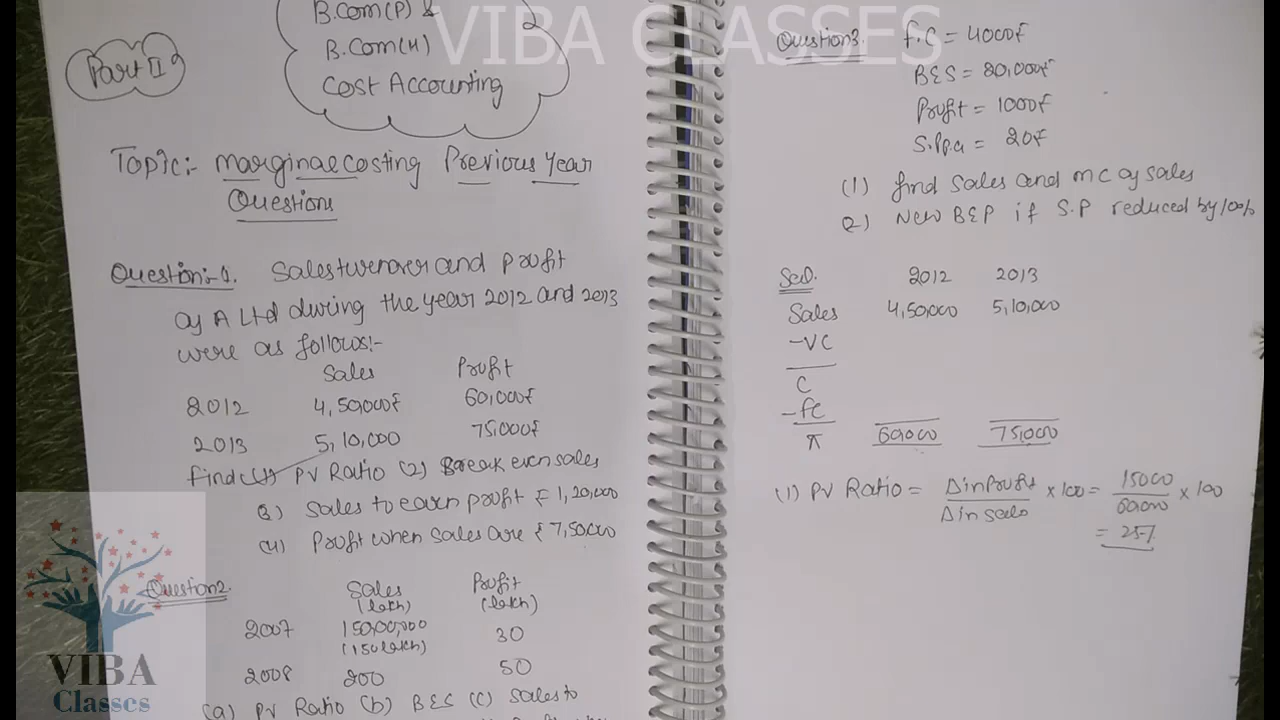 VIBA CLASSES
Part II
B.Com(P) &
B.Com(H)
Cost Accounting
Topic:- Marginal costing Previous Year
Questions
Question:-1. Sales turnover and profit
of A Ltd during the year 2012 and 2013
were as follows:-
Sales Profit
2012 4,50,000₹ 60,000₹
2013 5,10,000 75,000₹
find (1) PV Ratio (2) Break even sales
(3) Sales to earn profit ₹ 1,20,000
(4) Profit when sales are ₹ 7,50,000
Question2. Sales Profit
(lakh) (lakh)
2007 150,00,000 30
(150 lakh)
2008 200 50
(a) PV Ratio (b) BES (c) Sales to
Question3. F.C = 4000₹
BES = 20,000₹
Profit = 1000₹
S.P p.u = 20₹
(1) find Sales and MC of sales
(2) New BEP if S.P reduced by 10%
Sol. 2012 2013
Sales 4,50,000 5,10,000
-VC
C
-FC
π 60,000 75,000
(1) PV Ratio = Δ in Profit / Δ in sales × 100 = 15000 / 60,000 × 100
= 25%
VIBA
Classes